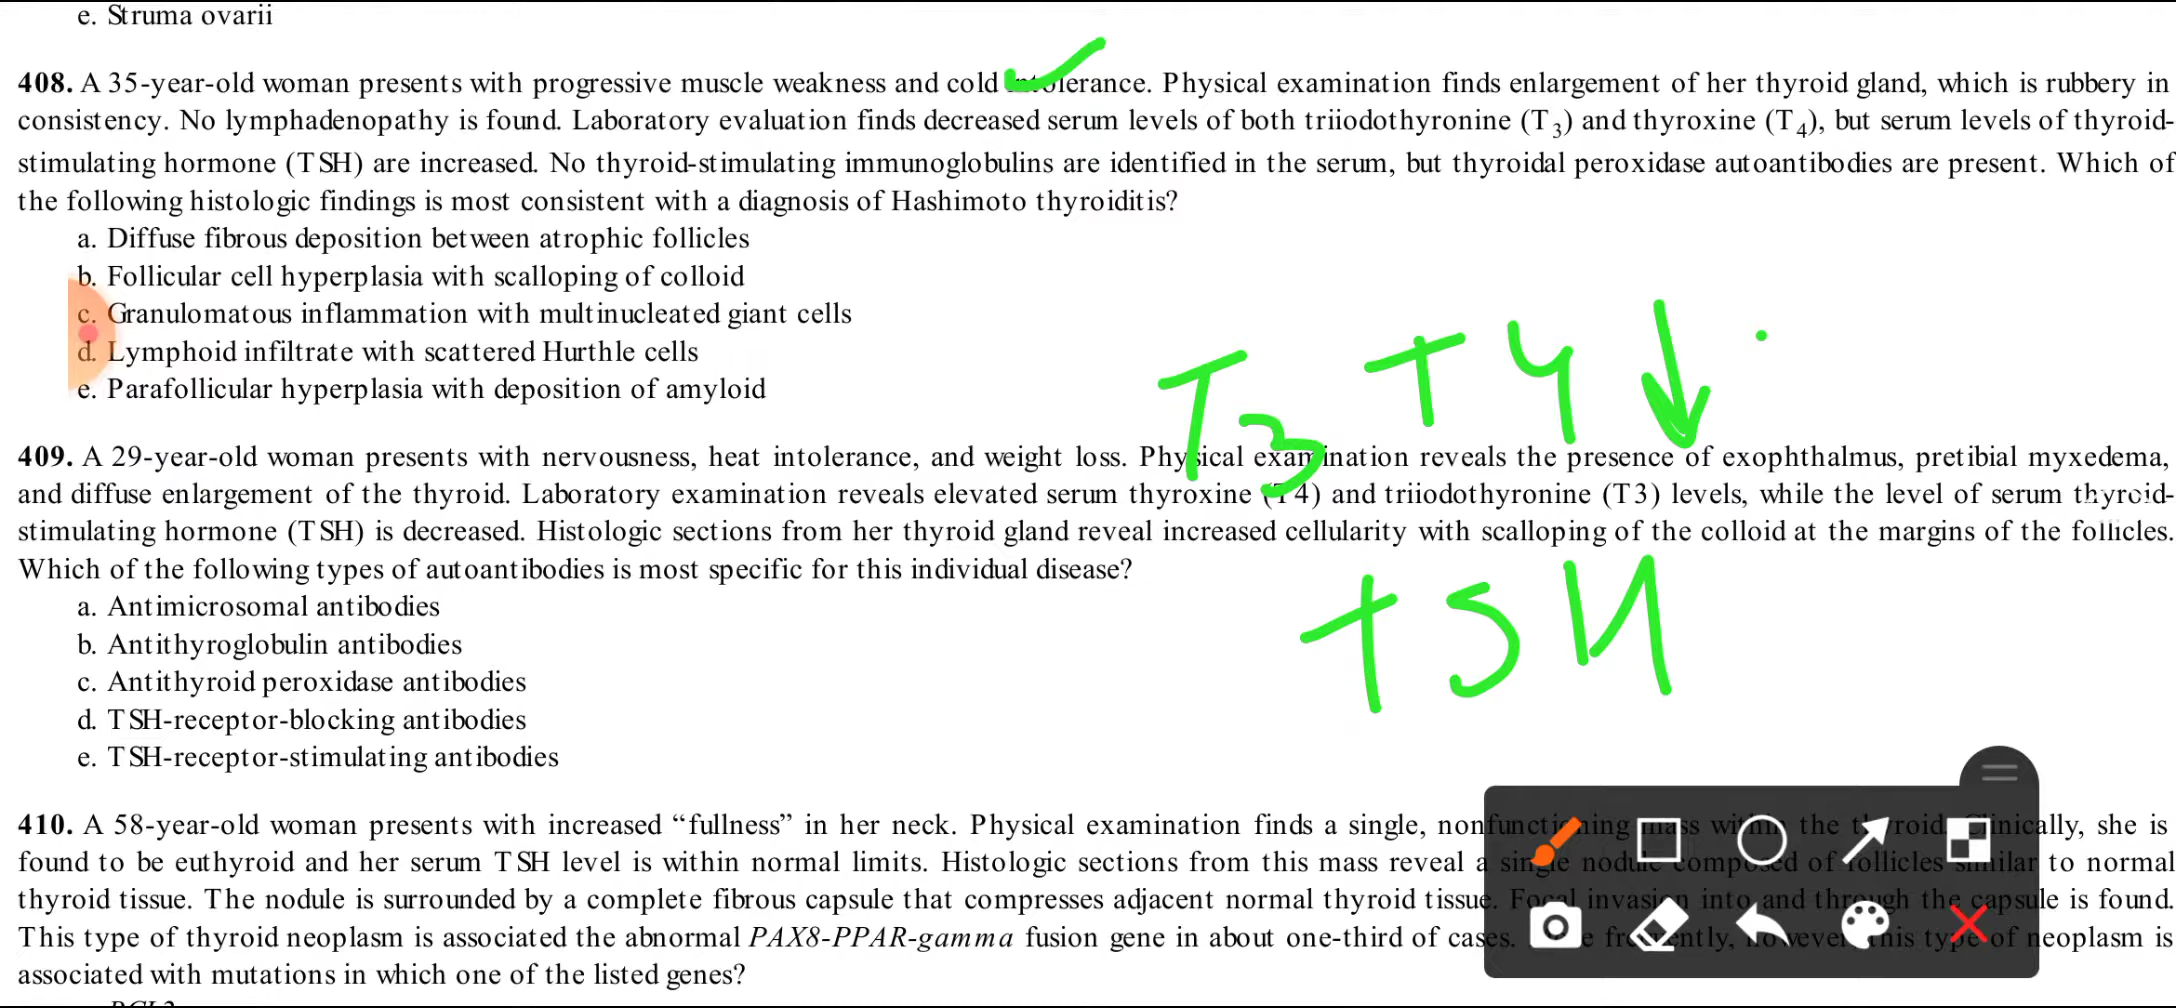 e. Struma ovarii
408. A 35-year-old woman presents with progressive muscle weakness and cold intolerance. Physical examination finds enlargement of her thyroid gland, which is rubbery in
consistency. No lymphadenopathy is found. Laboratory evaluation finds decreased serum levels of both triiodothyronine (T3) and thyroxine (T4), but serum levels of thyroid-
stimulating hormone (TSH) are increased. No thyroid-stimulating immunoglobulins are identified in the serum, but thyroidal peroxidase autoantibodies are present. Which of
the following histologic findings is most consistent with a diagnosis of Hashimoto thyroiditis?
a. Diffuse fibrous deposition between atrophic follicles
b. Follicular cell hyperplasia with scalloping of colloid
c. Granulomatous inflammation with multinucleated giant cells
d. Lymphoid infiltrate with scattered Hurthle cells
e. Parafollicular hyperplasia with deposition of amyloid
T3 T4 ↓
409. A 29-year-old woman presents with nervousness, heat intolerance, and weight loss. Physical examination reveals the presence of exophthalmus, pretibial myxedema,
and diffuse enlargement of the thyroid. Laboratory examination reveals elevated serum thyroxine (T4) and triiodothyronine (T3) levels, while the level of serum thyroid-
stimulating hormone (TSH) is decreased. Histologic sections from her thyroid gland reveal increased cellularity with scalloping of the colloid at the margins of the follicles.
Which of the following types of autoantibodies is most specific for this individual disease?
TSH
a. Antimicrosomal antibodies
b. Antithyroglobulin antibodies
c. Antithyroid peroxidase antibodies
d. TSH-receptor-blocking antibodies
e. TSH-receptor-stimulating antibodies
410. A 58-year-old woman presents with increased “fullness” in her neck. Physical examination finds a single, nonfunctioning mass within the thyroid. Clinically, she is
found to be euthyroid and her serum TSH level is within normal limits. Histologic sections from this mass reveal a single nodule composed of follicles similar to normal
thyroid tissue. The nodule is surrounded by a complete fibrous capsule that compresses adjacent normal thyroid tissue. Focal invasion into and through the capsule is found.
This type of thyroid neoplasm is associated the abnormal PAX8-PPAR-gamma fusion gene in about one-third of cases. frequently, however this type of neoplasm is
associated with mutations in which one of the listed genes?